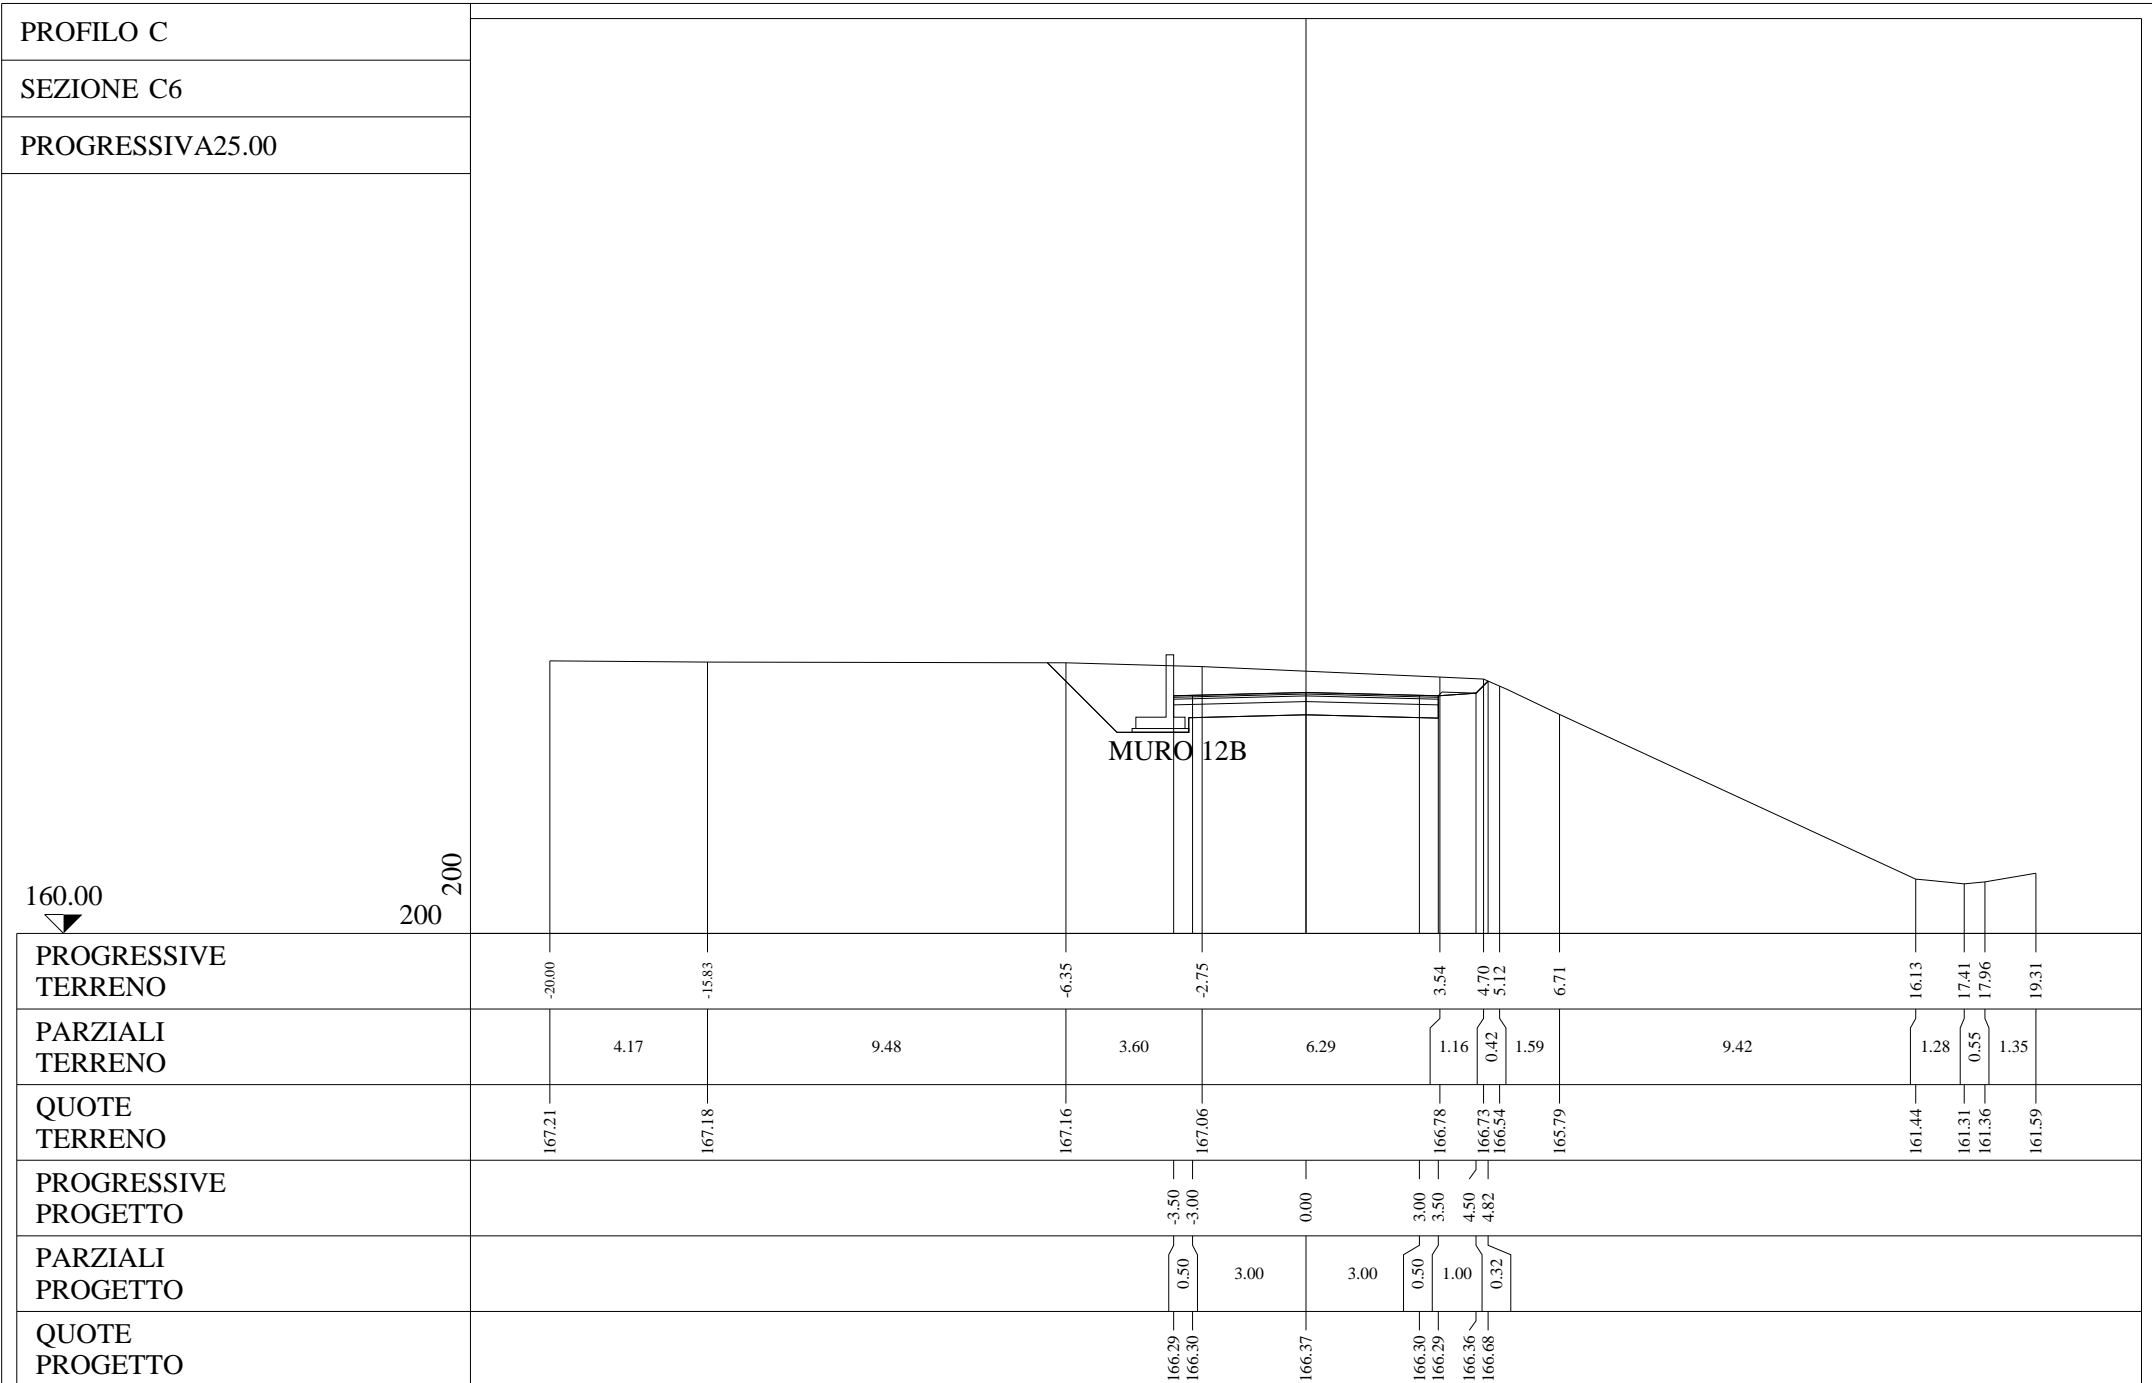 PROFILO C
SEZIONE C6
PROGRESSIVA25.00
MURO 12B
200
160.00
200
PROGRESSIVE
TERRENO
-20.00 -15.83 -6.35 -2.75 3.54 4.70 5.12 6.71 16.13 17.41 17.96 19.31
PARZIALI
TERRENO
4.17 9.48 3.60 6.29 1.16 0.42 1.59 9.42 1.28 0.55 1.35
QUOTE
TERRENO
167.21 167.18 167.16 167.06 166.78 166.73 166.54 165.79 161.44 161.31 161.36 161.59
PROGRESSIVE
PROGETTO
-3.50 -3.00 0.00 3.00 3.50 4.50 4.82
PARZIALI
PROGETTO
0.50 3.00 3.00 0.50 1.00 0.32
QUOTE
PROGETTO
166.29 166.30 166.37 166.30 166.29 166.36 166.68